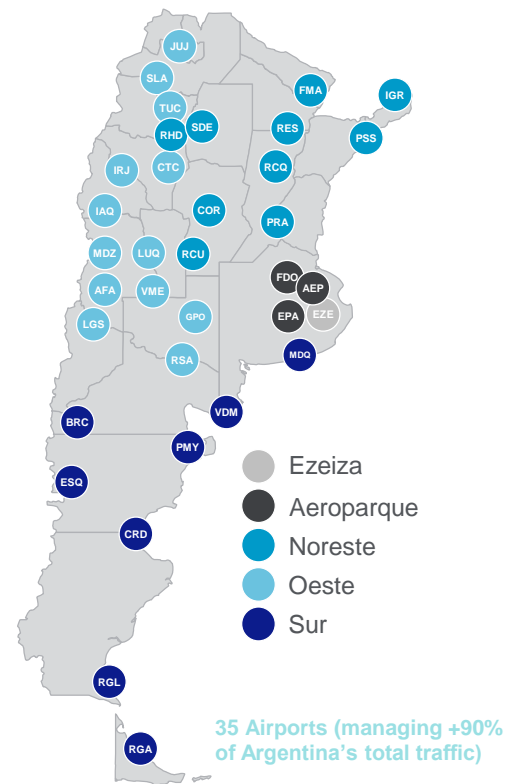 JUJ
SLA
FMA
IGR
TUC
RHD
SDE
RES
PSS
IRJ
CTC
RCQ
IAQ
COR
PRA
MDZ
LUQ
RCU
FDO
AEP
AFA
VME
EPA
EZE
LGS
GPO
MDQ
RSA
BRC
VDM
PMY
ESQ
CRD
RGL
RGA
Ezeiza
Aeroparque
Noreste
Oeste
Sur
35 Airports (managing +90%
of Argentina's total traffic)